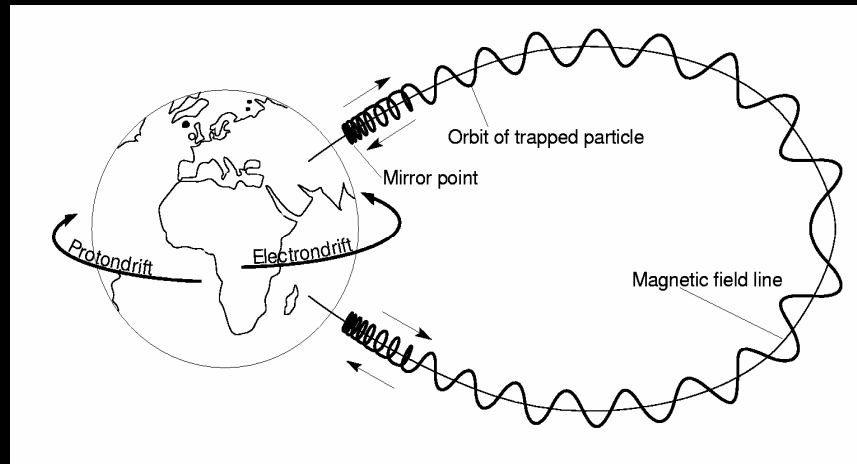 Orbit of trapped particle
Mirror point
Protondrift
Electrondrift
Magnetic field line